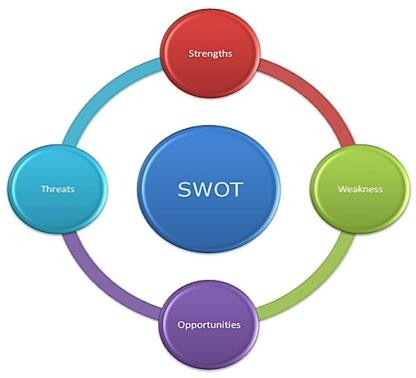 Strengths
Threats
SWOT
Weakness
Opportunities